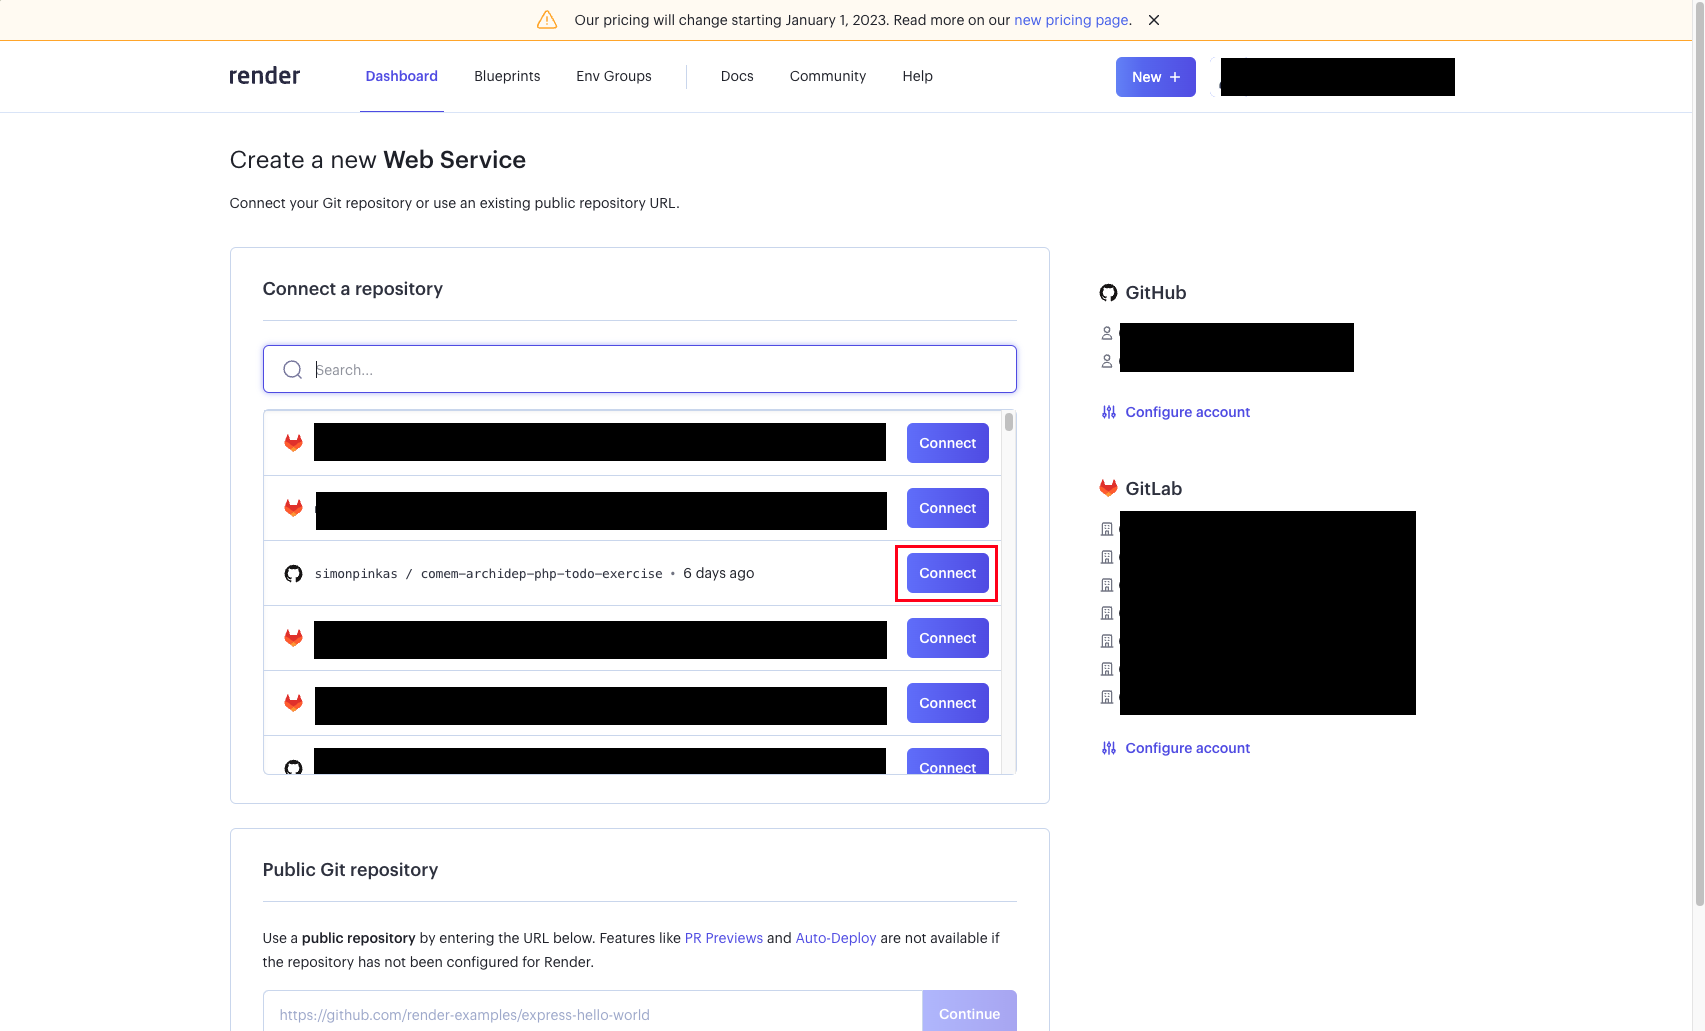 Our pricing will change starting January 1, 2023. Read more on our new pricing page.
render
Dashboard
Blueprints
Env Groups
Docs
Community
Help
New +
Create a new Web Service
Connect your Git repository or use an existing public repository URL.
Connect a repository
Search...
Connect
Connect
simonpinkas / comem-archidep-php-todo-exercise • 6 days ago
Connect
Connect
Connect
Connect
GitHub
Configure account
GitLab
Configure account
Public Git repository
Use a public repository by entering the URL below. Features like PR Previews and Auto-Deploy are not available if
the repository has not been configured for Render.
https://github.com/render-examples/express-hello-world
Continue